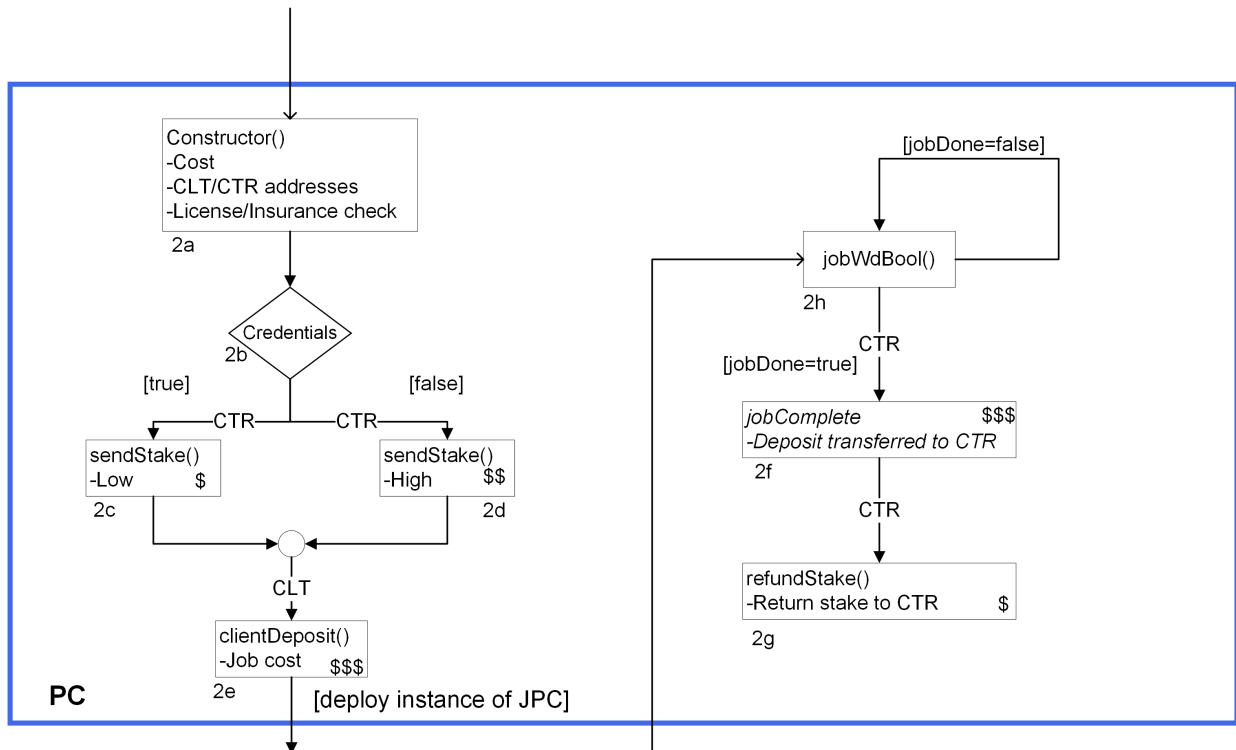 Constructor()
-Cost
-CLT/CTR addresses
-License/Insurance check
2a
Credentials
2b
[true]
[false]
CTR
CTR
sendStake()
-Low $
2c
sendStake()
-High $$
2d
CLT
clientDeposit()
-Job cost $$$
2e
[deploy instance of JPC]
PC
[jobDone=false]
jobWdBool()
2h
CTR
[jobDone=true]
jobComplete $$$
-Deposit transferred to CTR
2f
CTR
refundStake()
-Return stake to CTR $
2g